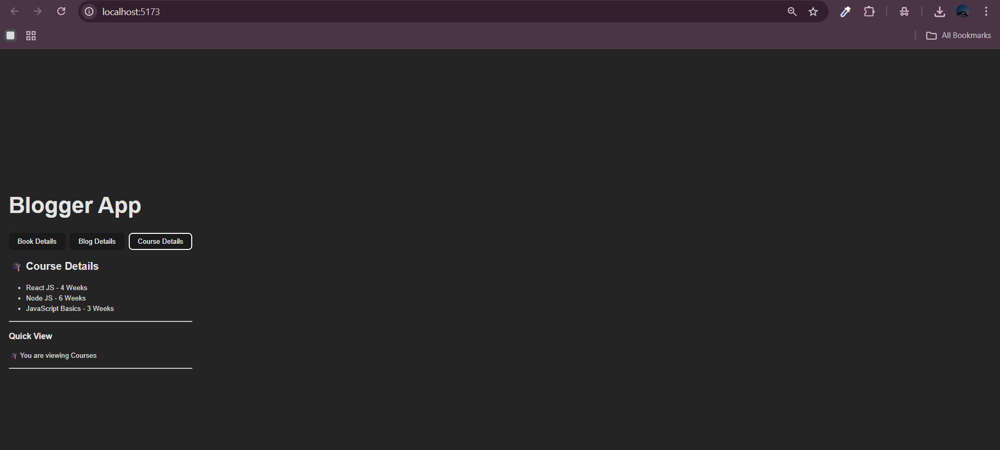 localhost:5173
All Bookmarks
Blogger App
Book Details Blog Details Course Details
🎓 Course Details
• React JS - 4 Weeks
• Node JS - 6 Weeks
• JavaScript Basics - 3 Weeks
Quick View
🎓 You are viewing Courses